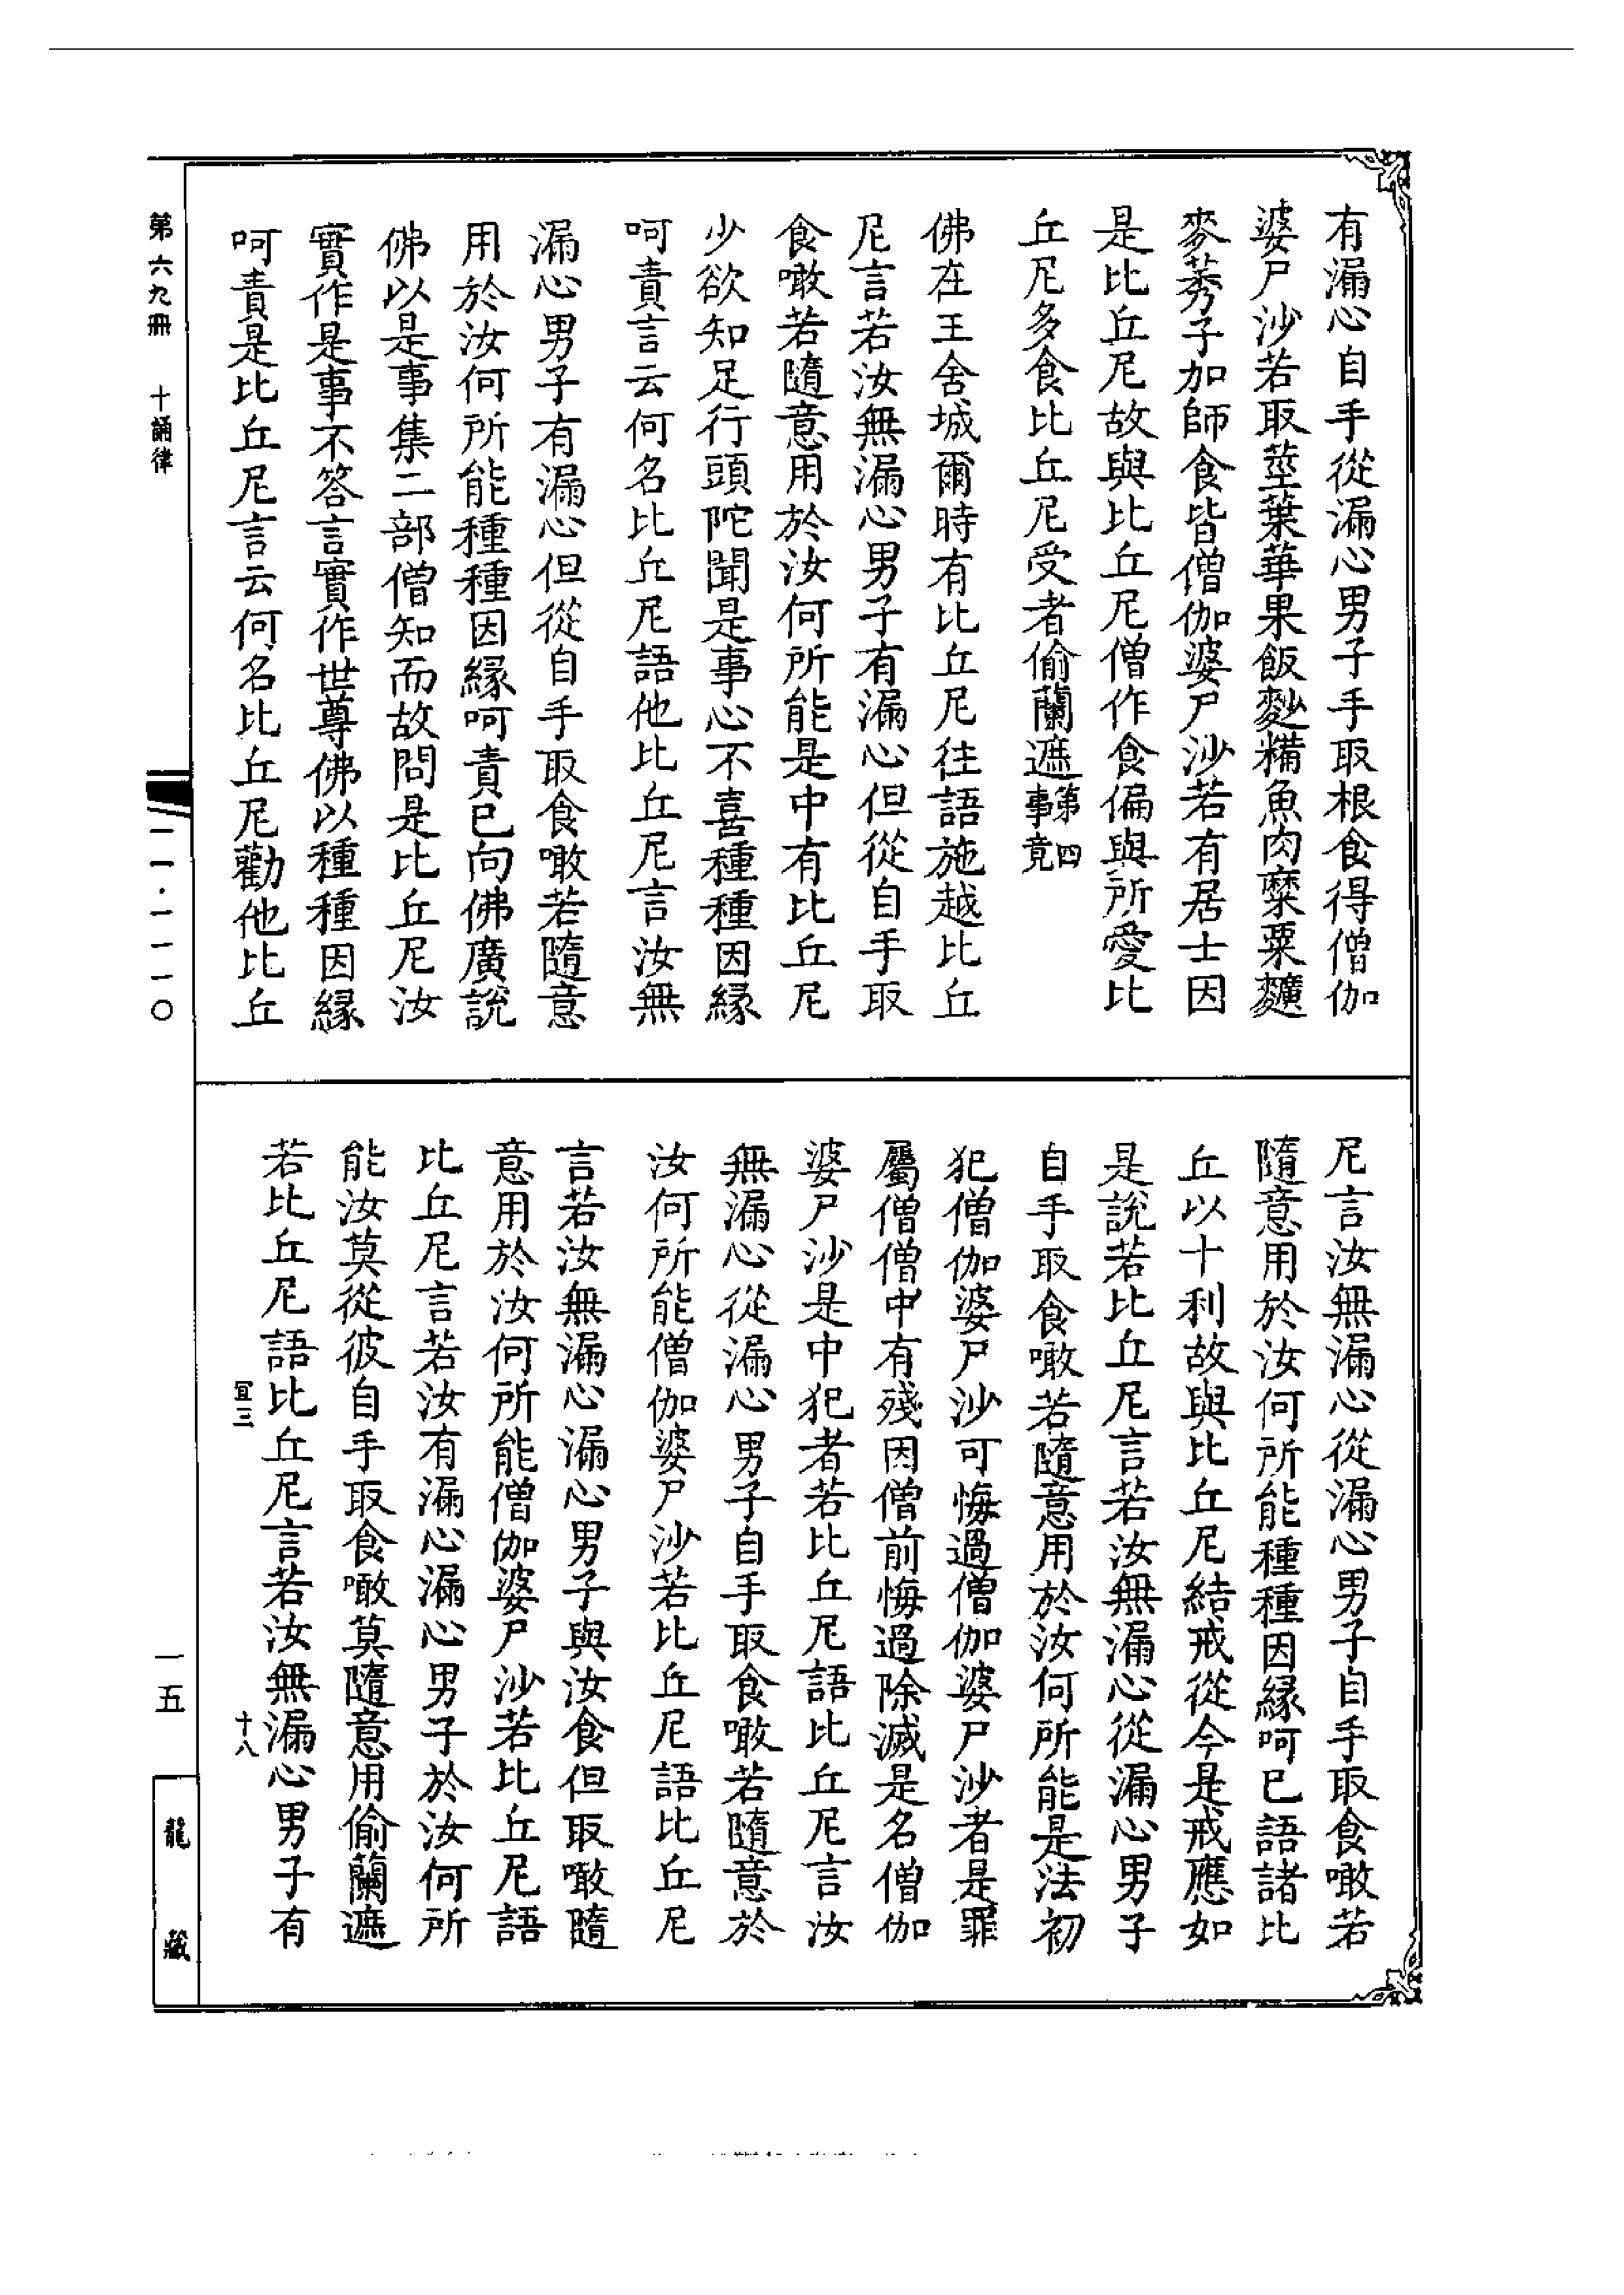 有漏心自手從漏心男子手取根食得僧伽
婆尸沙若取莖葉華果飯麨糒魚肉糜粟䵃
麥莠子加師食皆僧伽婆尸沙若有居士因
是比丘尼故與比丘尼僧作食偏與所愛比
丘尼多食比丘尼受者偷蘭遮第四事竟
佛在王舍城爾時有比丘尼往語施越比丘
尼言若汝無漏心男子有漏心但從自手取
食噉若隨意用於汝何所能是中有比丘尼
少欲知足行頭陀聞是事心不喜種種因緣
呵責言云何名比丘尼語他比丘尼言汝無
漏心男子有漏心但從自手取食噉若隨意
用於汝何所能種種因緣呵責已向佛廣說
佛以是事集二部僧知而故問是比丘尼汝
實作是事不答言實作世尊佛以種種因緣
呵責是比丘尼言云何名比丘尼勸他比丘
尼言汝無漏心從漏心男子自手取食噉若
隨意用於汝何所能種種因緣呵已語諸比
丘以十利故與比丘尼結戒從今是戒應如
是說若比丘尼言若汝無漏心從漏心男子
自手取食噉若隨意用於汝何所能是法初
犯僧伽婆尸沙可悔過僧伽婆尸沙者是罪
屬僧僧中有殘因僧前悔過除滅是名僧伽
婆尸沙是中犯者若比丘尼語比丘尼言汝
無漏心從漏心男子自手取食噉若隨意於
汝何所能僧伽婆尸沙若比丘尼語比丘尼
言若汝無漏心漏心男子與汝食但取噉隨
意用於汝何所能僧伽婆尸沙若比丘尼語
比丘尼言若汝有漏心漏心男子於汝何所
能汝莫從彼自手取食噉莫隨意用偷蘭遮
若比丘尼語比丘尼言若汝無漏心男子有
宜三 十八
第六九冊 十誦律
一一·一一一〇
一五
龍藏